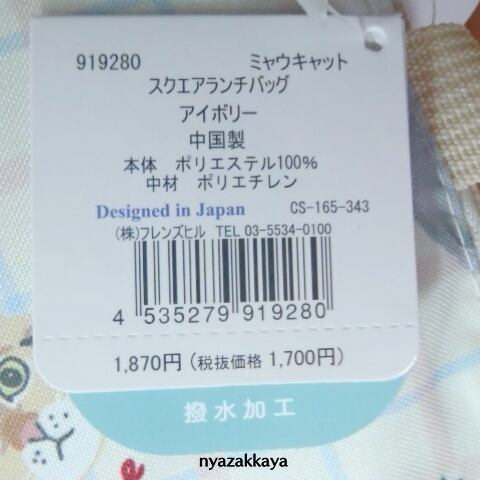 919280 ミャウキャット
スクエアランチバッグ
アイボリー
中国製
本体 ポリエステル100%
中材 ポリエチレン
Designed in Japan CS-165-343
(株)フレンズヒル TEL 03-5534-0100
4 535279 919280
1,870円 (税抜価格 1,700円)
撥水加工
nyazakkaya